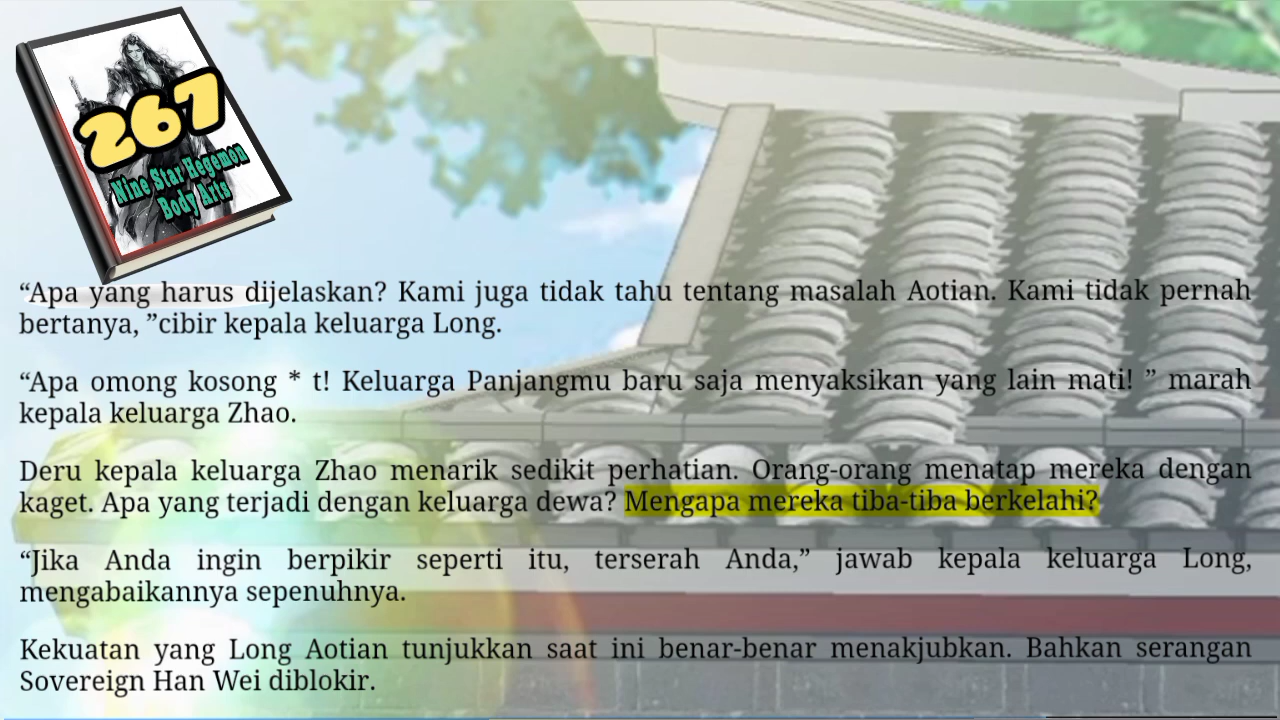 267
Nine Star Hegemon
Body Arts
“Apa yang harus dijelaskan? Kami juga tidak tahu tentang masalah Aotian. Kami tidak pernah
bertanya, ”cibir kepala keluarga Long.
“Apa omong kosong * t! Keluarga Panjangmu baru saja menyaksikan yang lain mati! ” marah
kepala keluarga Zhao.
Deru kepala keluarga Zhao menarik sedikit perhatian. Orang-orang menatap mereka dengan
kaget. Apa yang terjadi dengan keluarga dewa? Mengapa mereka tiba-tiba berkelahi?
“Jika Anda ingin berpikir seperti itu, terserah Anda,” jawab kepala keluarga Long,
mengabaikannya sepenuhnya.
Kekuatan yang Long Aotian tunjukkan saat ini benar-benar menakjubkan. Bahkan serangan
Sovereign Han Wei diblokir.